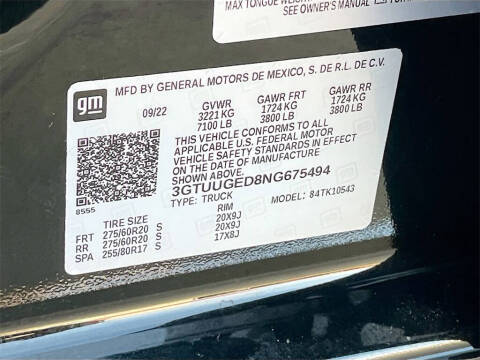 MAX TONGUE WEIGHT
SEE OWNER'S MANUAL
gm
MFD BY GENERAL MOTORS DE MEXICO, S. DE R.L. DE C.V.
09/22 GVWR GAWR FRT GAWR RR
3221 KG 1724 KG 1724 KG
7100 LB 3800 LB 3800 LB
THIS VEHICLE CONFORMS TO ALL
APPLICABLE U.S. FEDERAL MOTOR
VEHICLE SAFETY STANDARDS IN EFFECT
ON THE DATE OF MANUFACTURE
3GTUUGED8NG675494
8555 TYPE: TRUCK MODEL: 84TK10543
TIRE SIZE RIM
FRT 275/60R20 S 20X9J
RR 275/60R20 S 20X9J
SPA 255/80R17 S 17X8J